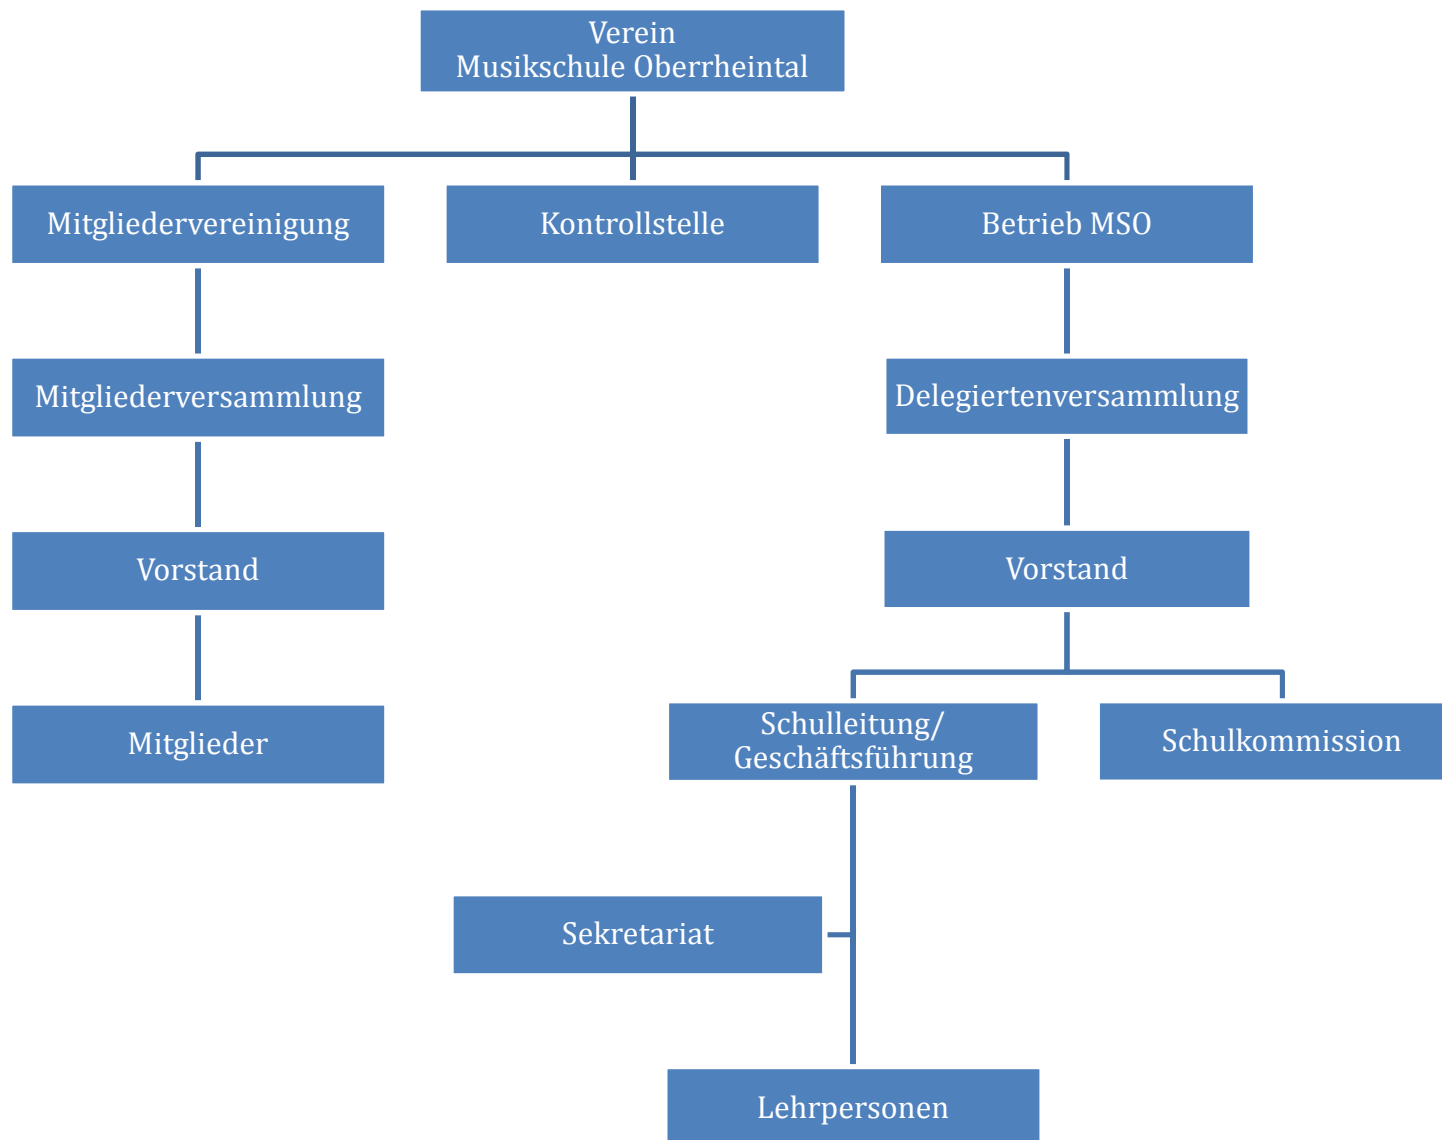 Verein
Musikschule Oberrheintal
Mitgliedervereinigung
Kontrollstelle
Betrieb MSO
Mitgliederversammlung
Delegiertenversammlung
Vorstand
Vorstand
Mitglieder
Schulleitung/
Geschäftsführung
Schulkommission
Sekretariat
Lehrpersonen